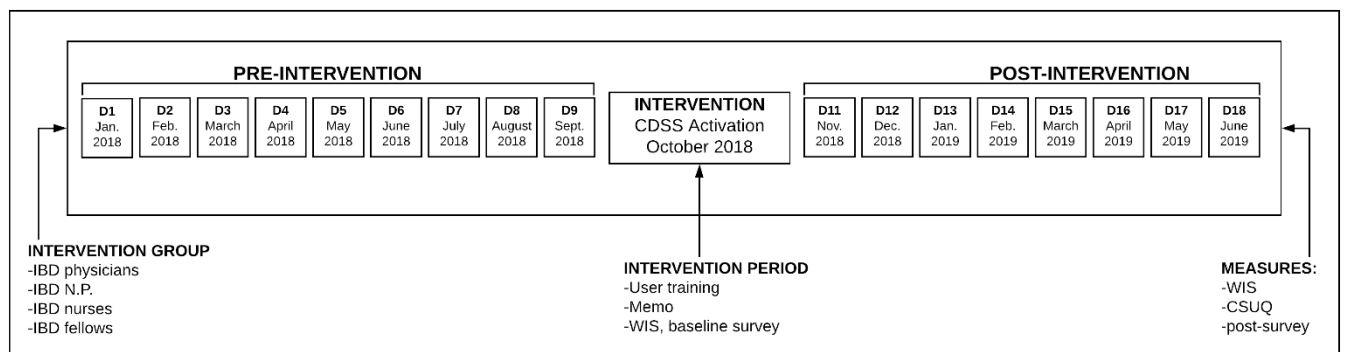 PRE-INTERVENTION
POST-INTERVENTION
D1
Jan.
2018
D2
Feb.
2018
D3
March
2018
D4
April
2018
D5
May
2018
D6
June
2018
D7
July
2018
D8
August
2018
D9
Sept.
2018
INTERVENTION
CDSS Activation
October 2018
D11
Nov.
2018
D12
Dec.
2018
D13
Jan.
2019
D14
Feb.
2019
D15
March
2019
D16
April
2019
D17
May
2019
D18
June
2019
INTERVENTION GROUP
-IBD physicians
-IBD N.P.
-IBD nurses
-IBD fellows
INTERVENTION PERIOD
-User training
-Memo
-WIS, baseline survey
MEASURES:
-WIS
-CSUQ
-post-survey